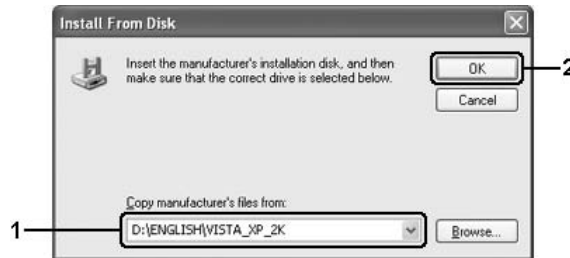 Install From Disk
Insert the manufacturer's installation disk, and then
make sure that the correct drive is selected below.
OK
2
Cancel
Copy manufacturer's files from:
1
D:\ENGLISH\VISTA_XP_2K
Browse...